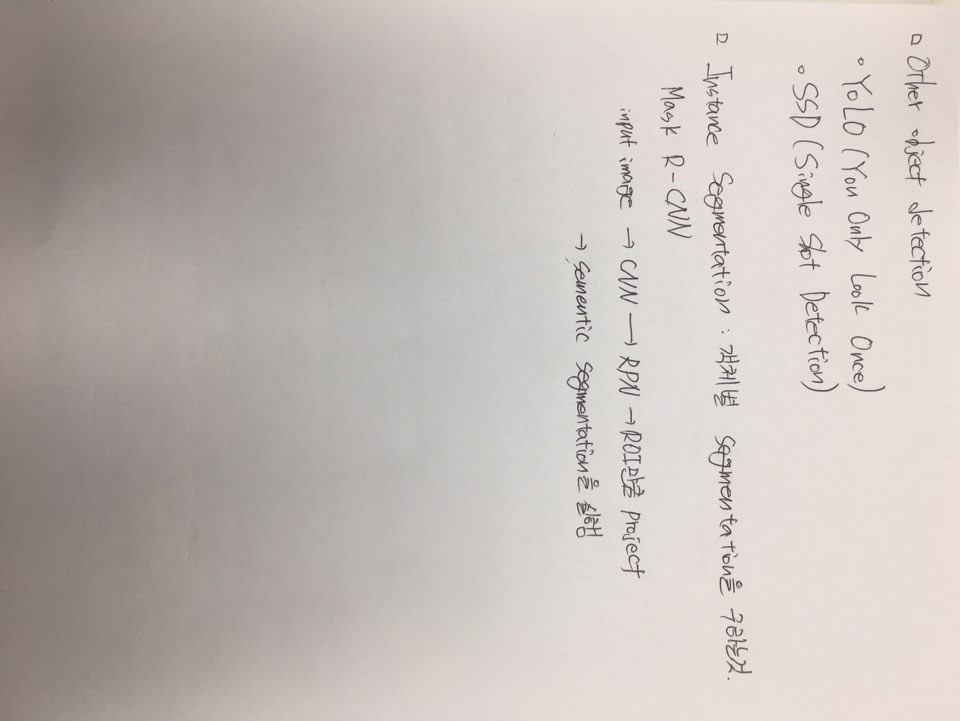 □ Other object detection
◦ YOLO (You Only Look Once)
◦ SSD (Single Shot Detection)
□ Instance Segmentation : 객체별 segmentation을 구하는것.
Mask R-CNN
input image → CNN → RPN → ROI만큼 project
→ sementic segmentation을 실행